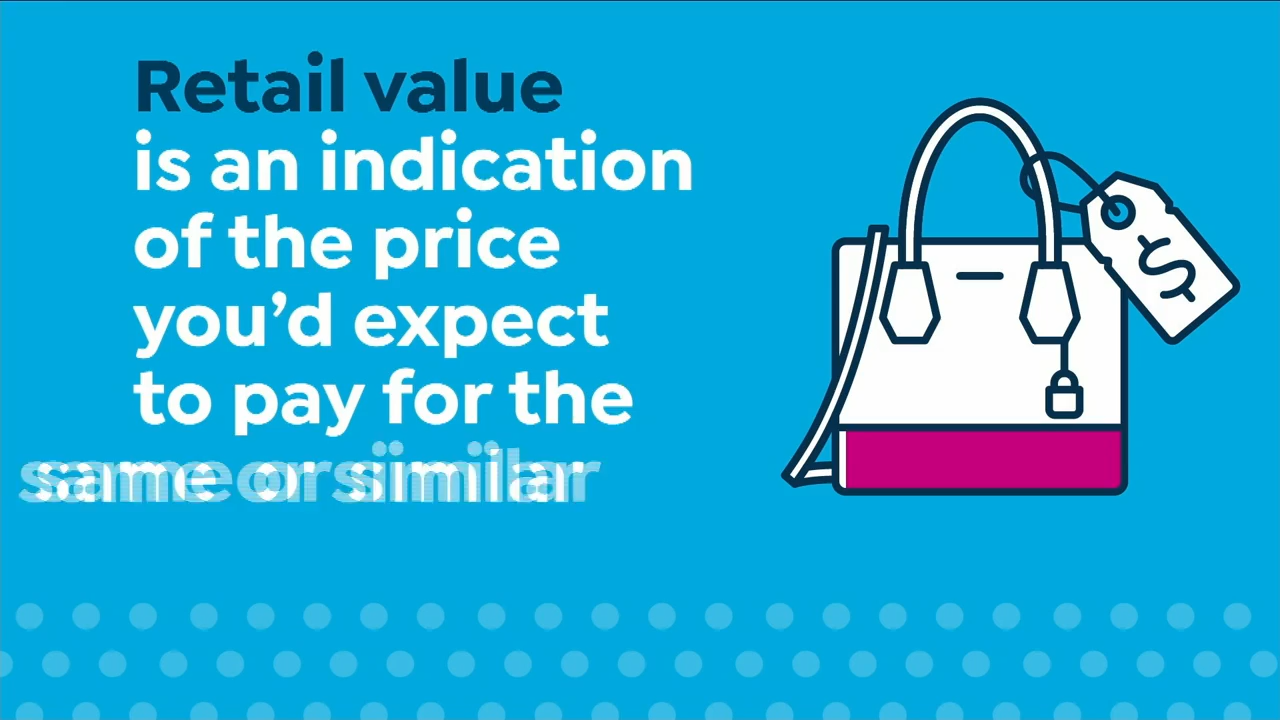 Retail value
is an indication
of the price
you’d expect
to pay for the
same or similar
$